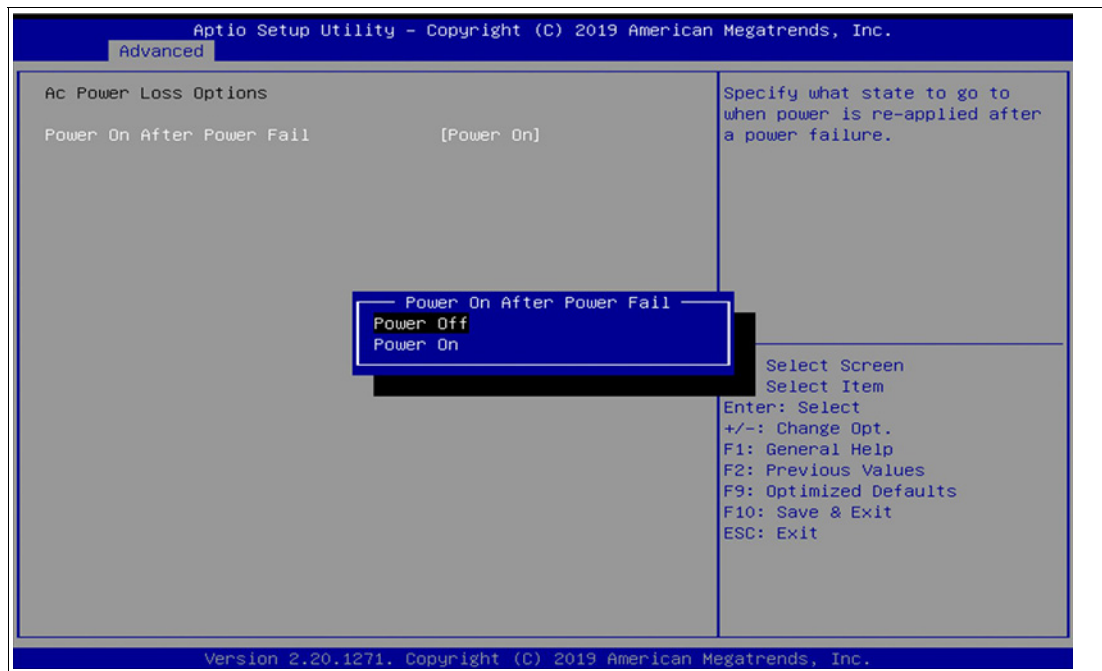 Aptio Setup Utility – Copyright (C) 2019 American Megatrends, Inc.
Advanced
Ac Power Loss Options
Power On After Power Fail [Power On]
Specify what state to go to
when power is re-applied after
a power failure.
Power On After Power Fail
Power Off
Power On
Select Screen
Select Item
Enter: Select
+/-: Change Opt.
F1: General Help
F2: Previous Values
F9: Optimized Defaults
F10: Save & Exit
ESC: Exit
Version 2.20.1271. Copyright (C) 2019 American Megatrends, Inc.